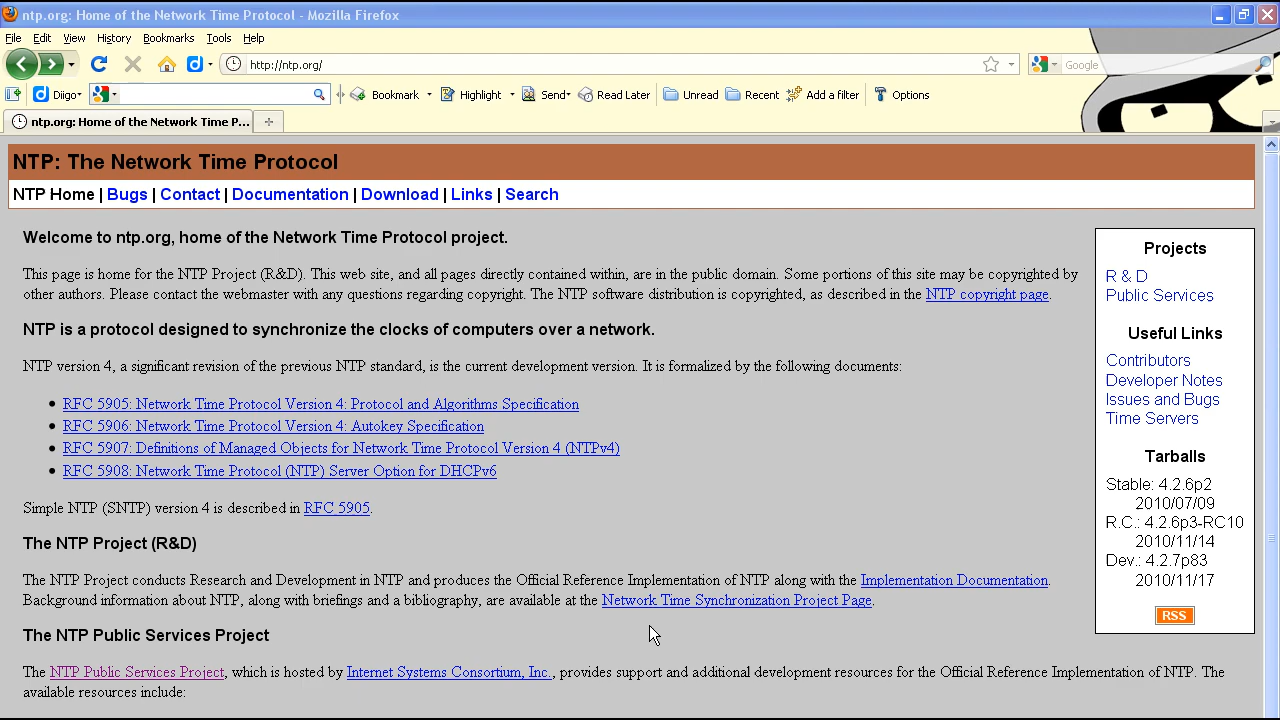 ntp.org: Home of the Network Time Protocol - Mozilla Firefox
File Edit View History Bookmarks Tools Help
http://ntp.org/
Google
Diigo Bookmark Highlight Send Read Later Unread Recent Add a filter Options
ntp.org: Home of the Network Time P...
NTP: The Network Time Protocol
NTP Home | Bugs | Contact | Documentation | Download | Links | Search
Welcome to ntp.org, home of the Network Time Protocol project.
This page is home for the NTP Project (R&D). This web site, and all pages directly contained within, are in the public domain. Some portions of this site may be copyrighted by
other authors. Please contact the webmaster with any questions regarding copyright. The NTP software distribution is copyrighted, as described in the NTP copyright page.
NTP is a protocol designed to synchronize the clocks of computers over a network.
NTP version 4, a significant revision of the previous NTP standard, is the current development version. It is formalized by the following documents:
RFC 5905: Network Time Protocol Version 4: Protocol and Algorithms Specification
RFC 5906: Network Time Protocol Version 4: Autokey Specification
RFC 5907: Definitions of Managed Objects for Network Time Protocol Version 4 (NTPv4)
RFC 5908: Network Time Protocol (NTP) Server Option for DHCPv6
Simple NTP (SNTP) version 4 is described in RFC 5905.
The NTP Project (R&D)
The NTP Project conducts Research and Development in NTP and produces the Official Reference Implementation of NTP along with the Implementation Documentation.
Background information about NTP, along with briefings and a bibliography, are available at the Network Time Synchronization Project Page.
The NTP Public Services Project
The NTP Public Services Project, which is hosted by Internet Systems Consortium, Inc., provides support and additional development resources for the Official Reference Implementation of NTP. The
available resources include:
Projects
R & D
Public Services
Useful Links
Contributors
Developer Notes
Issues and Bugs
Time Servers
Tarballs
Stable: 4.2.6p2
2010/07/09
R.C.: 4.2.6p3-RC10
2010/11/14
Dev.: 4.2.7p83
2010/11/17
RSS